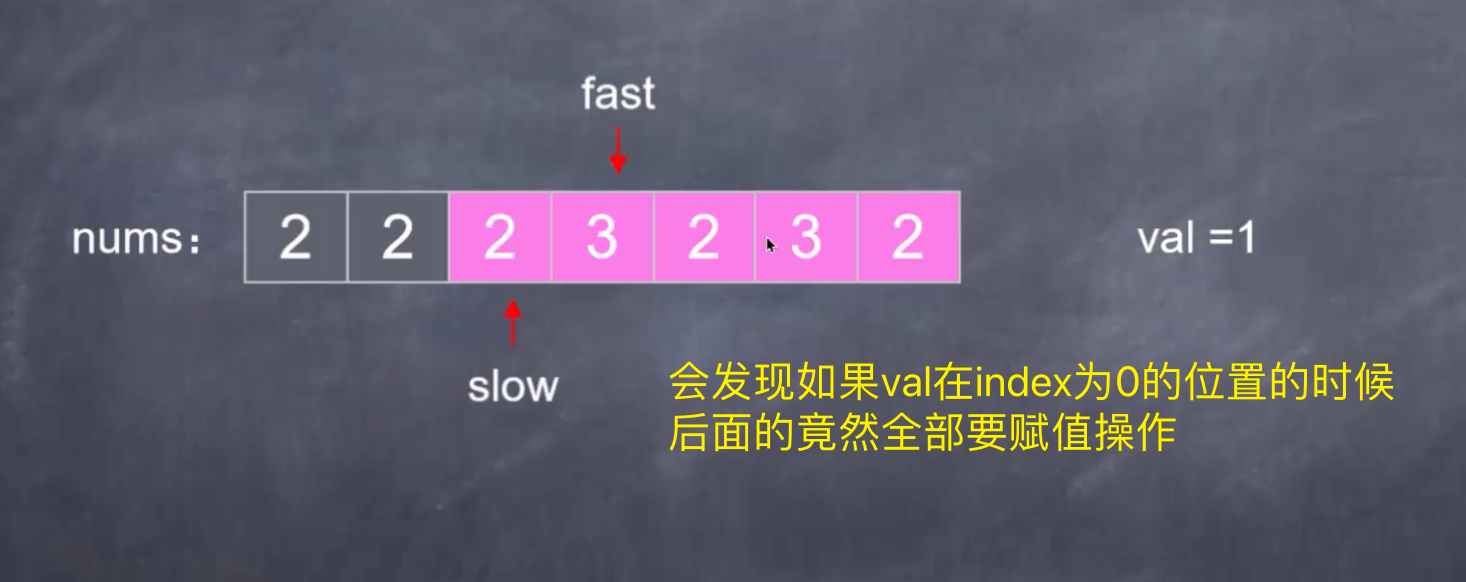 fast
nums： 2 2 2 3 2 3 2 val =1
slow
会发现如果val在index为0的位置的时候
后面的竟然全部要赋值操作